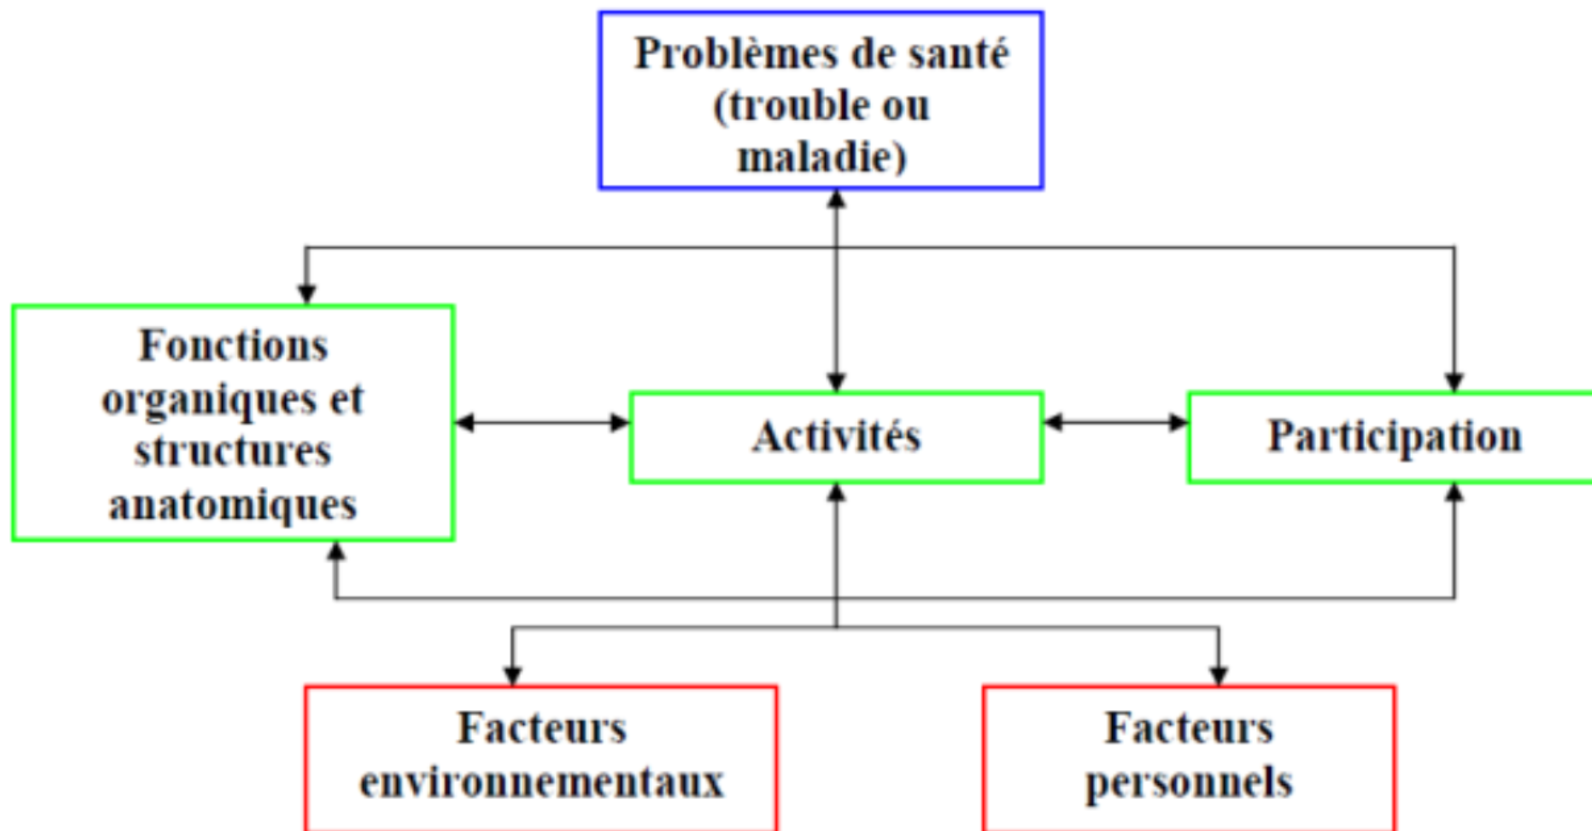 Problèmes de santé
(trouble ou
maladie)
Fonctions
organiques et
structures
anatomiques
Activités
Participation
Facteurs
environnementaux
Facteurs
personnels